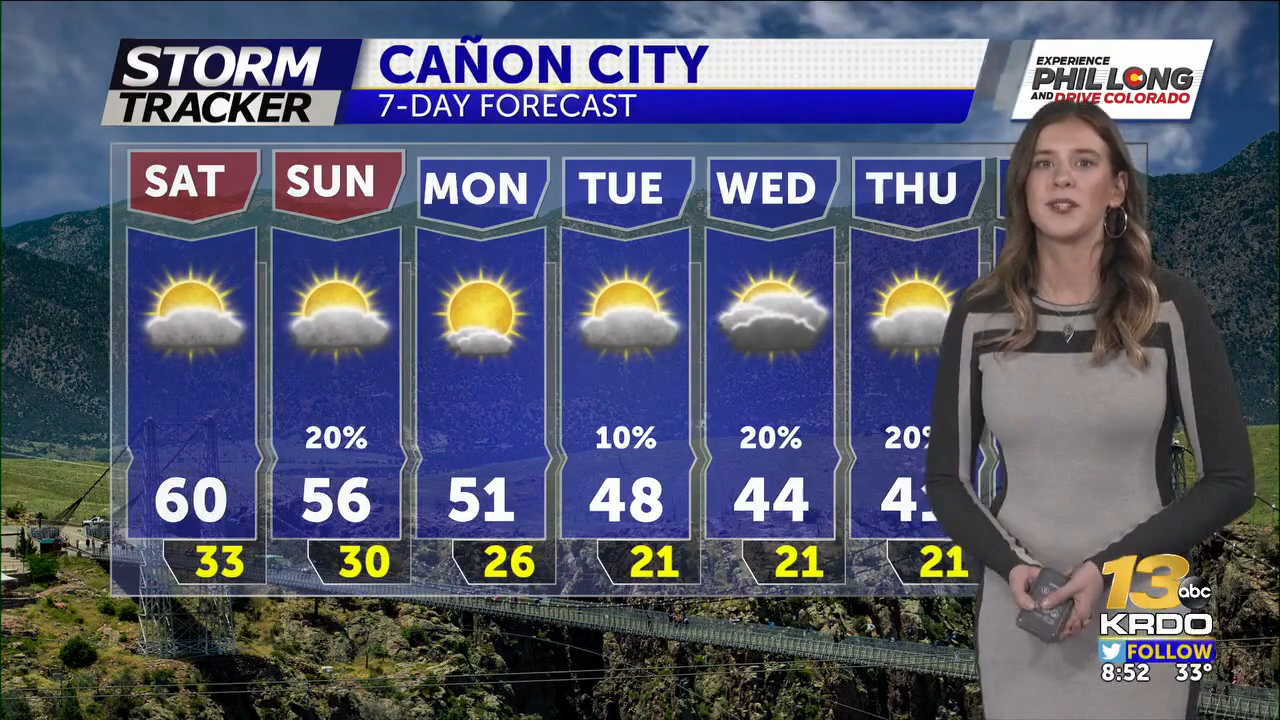 STORM
TRACKER
CAÑON CITY
7-DAY FORECAST
EXPERIENCE
PHIL LONG
AND DRIVE COLORADO
SAT SUN MON TUE WED THU
20% 10% 20% 20%
60 56 51 48 44
33 30 26 21 21 21
13 abc
KRDO
FOLLOW
8:52 33°